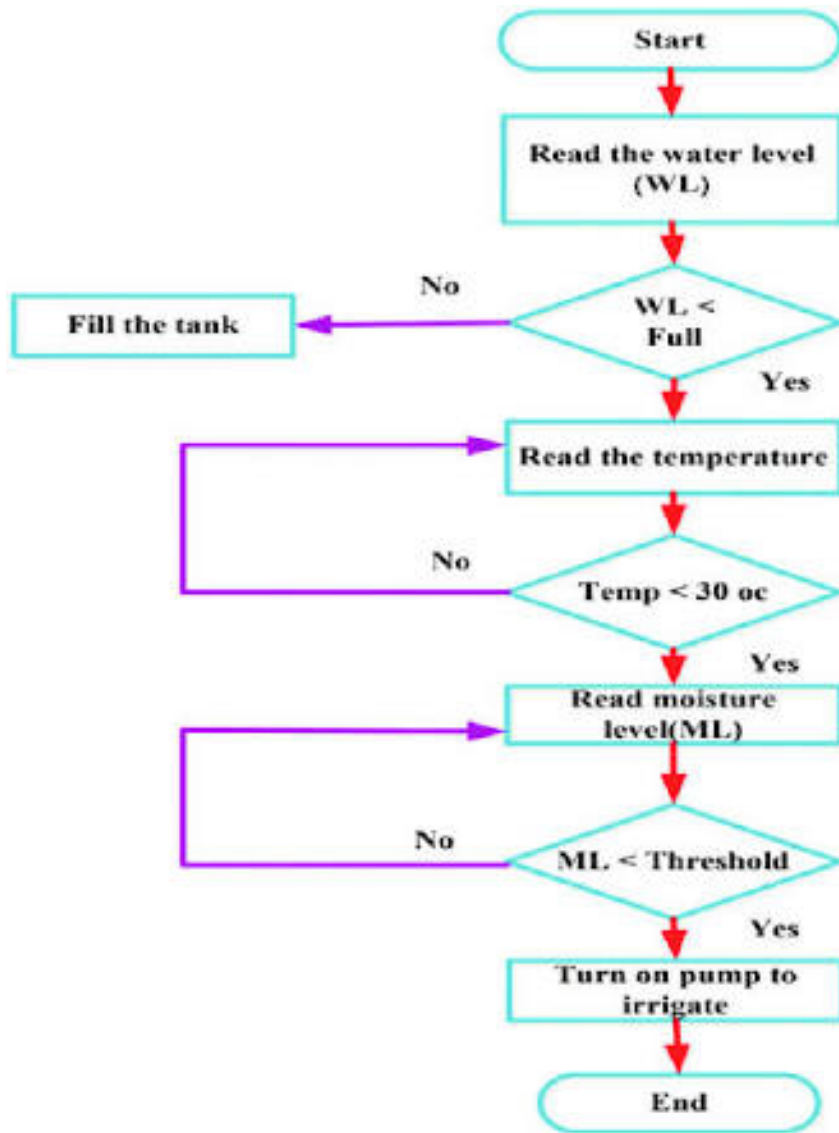 Start
Read the water level
(WL)
No
WL <
Full
Fill the tank
Yes
Read the temperature
No
Temp < 30 oc
Yes
Read moisture
level(ML)
No
ML < Threshold
Yes
Turn on pump to
irrigate
End